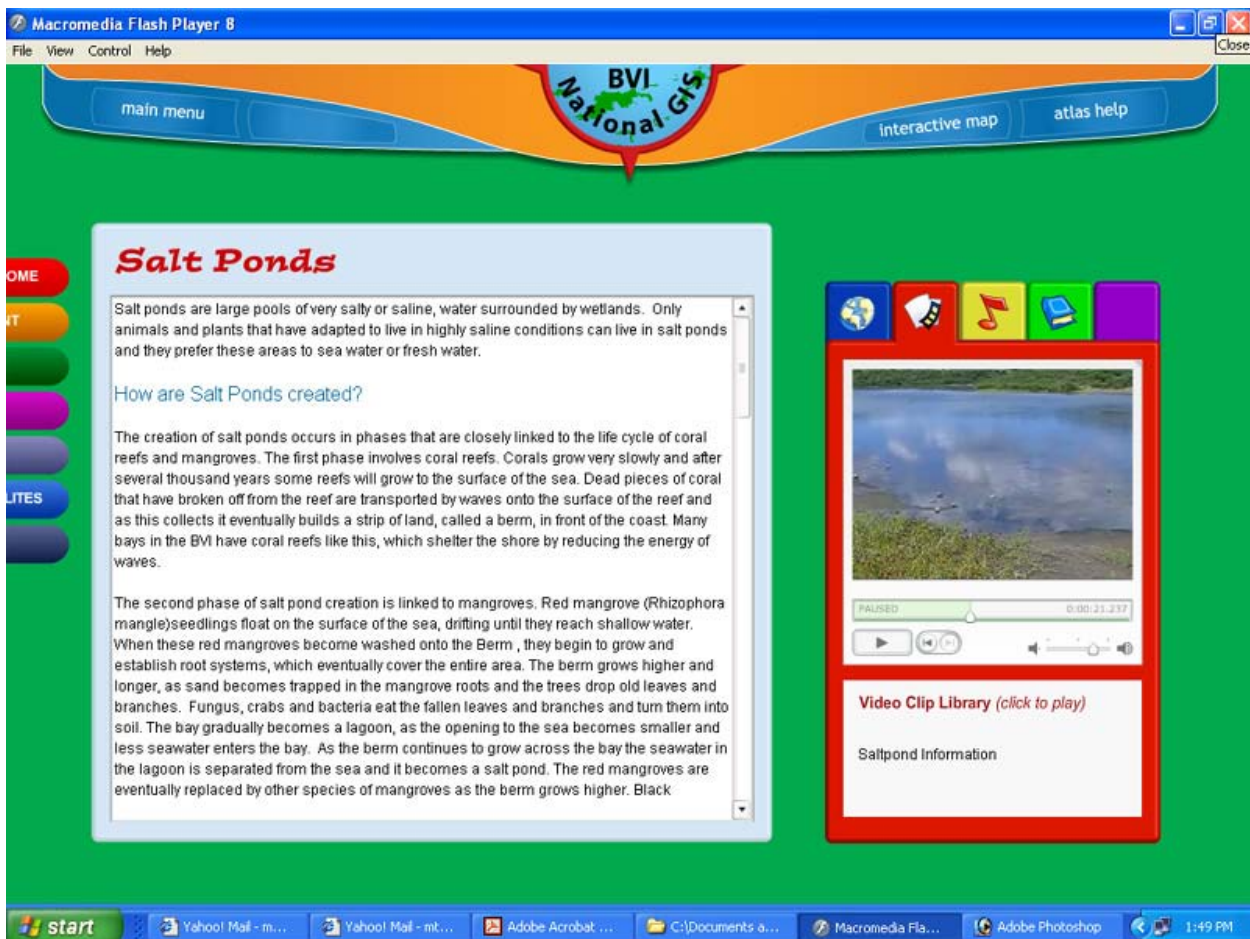 Macromedia Flash Player 8
File View Control Help
Close
main menu
BVI
National GIS
interactive map
atlas help
OME
NT
LITES
Salt Ponds
Salt ponds are large pools of very salty or saline, water surrounded by wetlands. Only
animals and plants that have adapted to live in highly saline conditions can live in salt ponds
and they prefer these areas to sea water or fresh water.
How are Salt Ponds created?
The creation of salt ponds occurs in phases that are closely linked to the life cycle of coral
reefs and mangroves. The first phase involves coral reefs. Corals grow very slowly and after
several thousand years some reefs will grow to the surface of the sea. Dead pieces of coral
that have broken off from the reef are transported by waves onto the surface of the reef and
as this collects it eventually builds a strip of land, called a berm, in front of the coast. Many
bays in the BVI have coral reefs like this, which shelter the shore by reducing the energy of
waves.
The second phase of salt pond creation is linked to mangroves. Red mangrove (Rhizophora
mangle)seedlings float on the surface of the sea, drifting until they reach shallow water.
When these red mangroves become washed onto the Berm , they begin to grow and
establish root systems, which eventually cover the entire area. The berm grows higher and
longer, as sand becomes trapped in the mangrove roots and the trees drop old leaves and
branches. Fungus, crabs and bacteria eat the fallen leaves and branches and turn them into
soil. The bay gradually becomes a lagoon, as the opening to the sea becomes smaller and
less seawater enters the bay. As the berm continues to grow across the bay the seawater in
the lagoon is separated from the sea and it becomes a salt pond. The red mangroves are
eventually replaced by other species of mangroves as the berm grows higher. Black
PAUSED 0:00:21.237
Video Clip Library (click to play)
Saltpond Information
start
Yahoo! Mail - m...
Yahoo! Mail - mt...
Adobe Acrobat ...
C:\Documents a...
Macromedia Fla...
Adobe Photoshop
1:49 PM